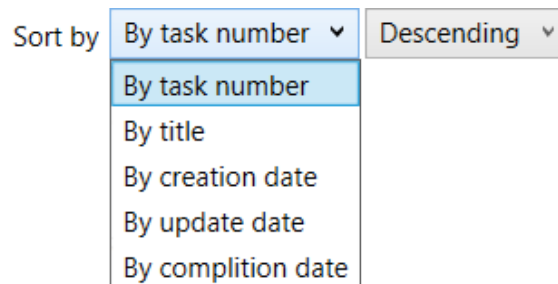 Sort by By task number Descending
By task number
By title
By creation date
By update date
By complition date